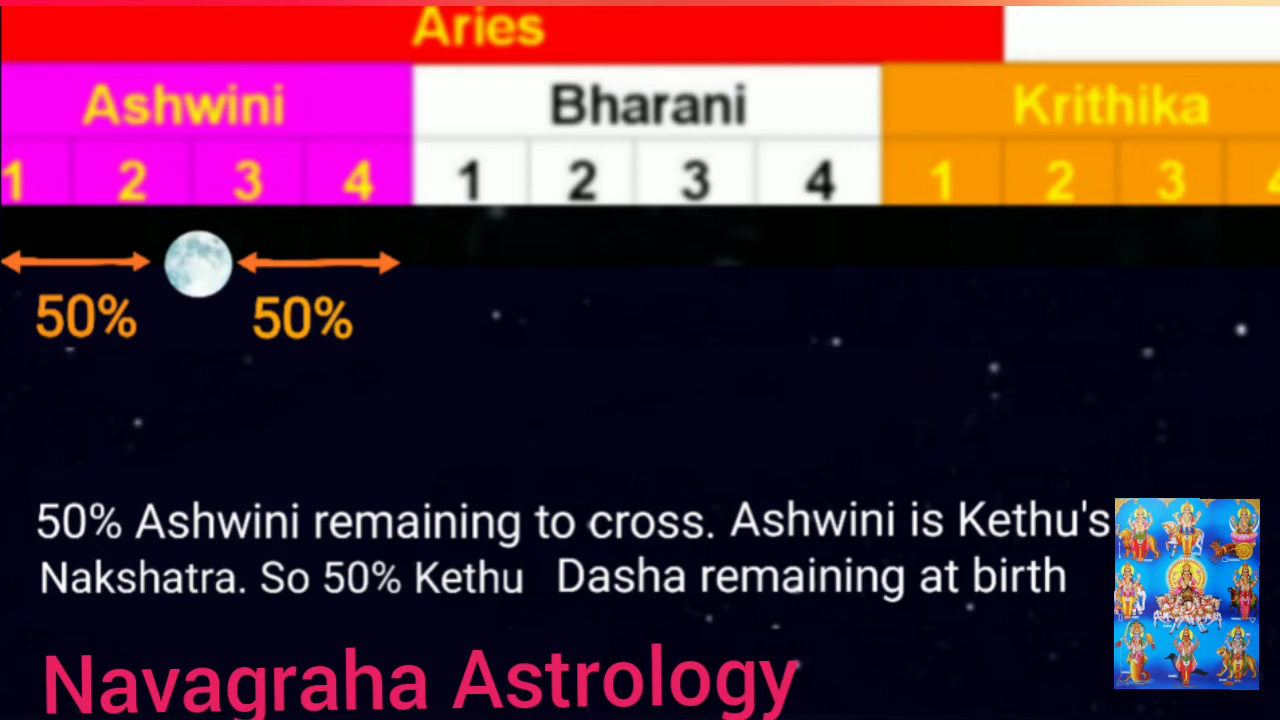 Aries
Ashwini Bharani Krithika
1 2 3 4 1 2 3 4 1 2 3 4
50% 50%
50% Ashwini remaining to cross. Ashwini is Kethu's
Nakshatra. So 50% Kethu Dasha remaining at birth
Navagraha Astrology